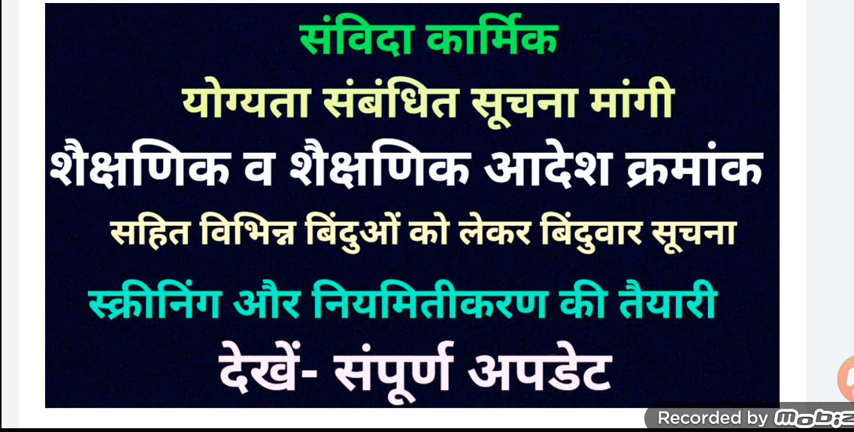 संविदा कार्मिक
योग्यता संबंधित सूचना मांगी
शैक्षणिक व शैक्षणिक आदेश क्रमांक
सहित विभिन्न बिंदुओं को लेकर बिंदुवार सूचना
स्क्रीनिंग और नियमितीकरण की तैयारी
देखें- संपूर्ण अपडेट
Recorded by